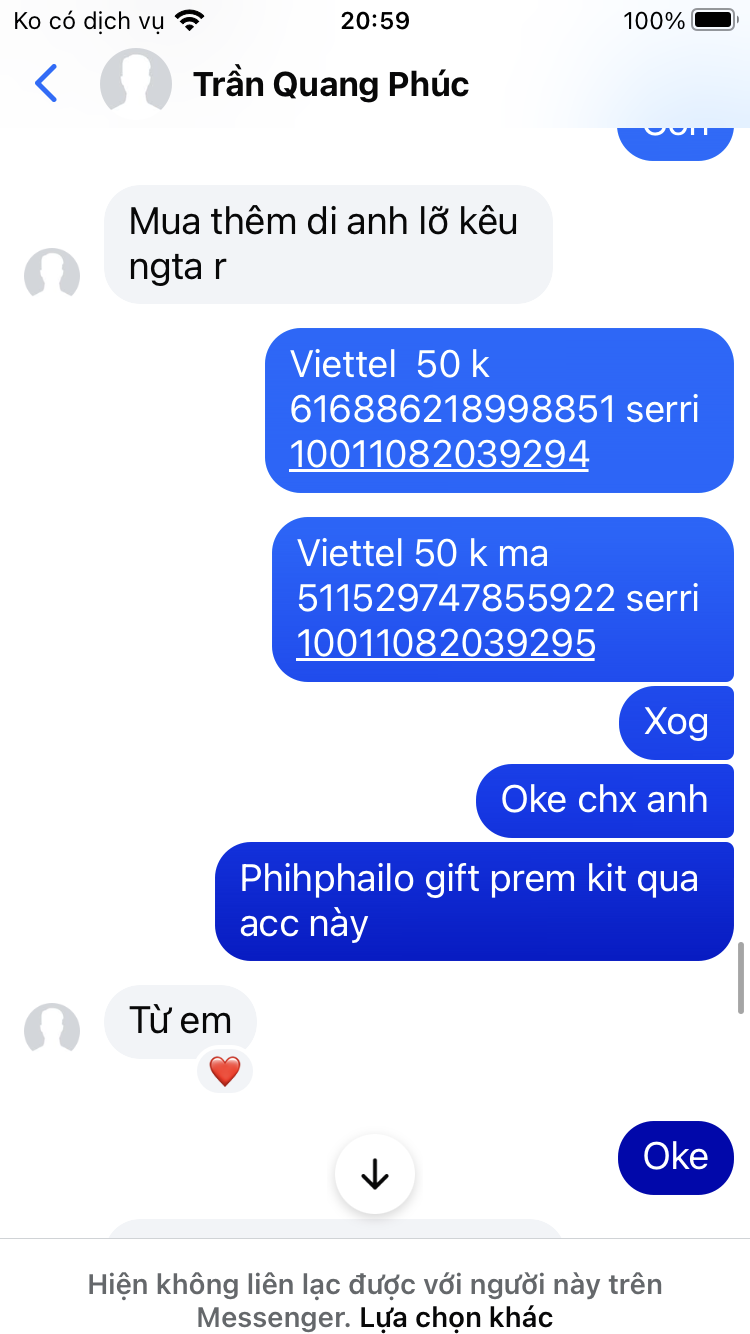 Ko có dịch vụ 20:59 100%
Trần Quang Phúc
Mua thêm di anh lỡ kêu
ngta r
Viettel  50 k
616886218998851 serri
10011082039294
Viettel 50 k ma
511529747855922 serri
10011082039295
Xog
Oke chx anh
Phihphailo gift prem kit qua
acc này
Từ em
Oke
Hiện không liên lạc được với người này trên
Messenger. Lựa chọn khác